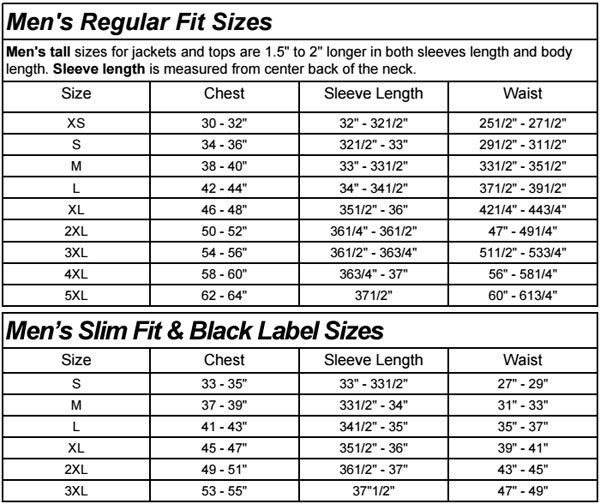 Men's Regular Fit Sizes
Men's tall sizes for jackets and tops are 1.5" to 2" longer in both sleeves length and body
length. Sleeve length is measured from center back of the neck.
Size Chest Sleeve Length Waist
XS 30 - 32" 32" - 321/2" 251/2" - 271/2"
S 34 - 36" 321/2" - 33" 291/2" - 311/2"
M 38 - 40" 33" - 331/2" 331/2" - 351/2"
L 42 - 44" 34" - 341/2" 371/2" - 391/2"
XL 46 - 48" 351/2" - 36" 421/4" - 443/4"
2XL 50 - 52" 361/4" - 361/2" 47" - 491/4"
3XL 54 - 56" 361/2" - 363/4" 511/2" - 533/4"
4XL 58 - 60" 363/4" - 37" 56" - 581/4"
5XL 62 - 64" 371/2" 60" - 613/4"
Men's Slim Fit & Black Label Sizes
Size Chest Sleeve Length Waist
S 33 - 35" 33" - 331/2" 27" - 29"
M 37 - 39" 331/2" - 34" 31" - 33"
L 41 - 43" 341/2" - 35" 35" - 37"
XL 45 - 47" 351/2" - 36" 39" - 41"
2XL 49 - 51" 361/2" - 37" 43" - 45"
3XL 53 - 55" 37"1/2" 47" - 49"